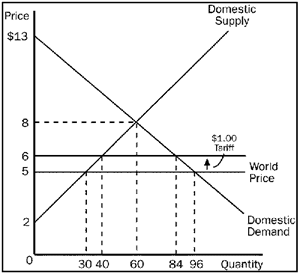 Price
Domestic
Supply
$13
8
$1.00
Tariff
6
World
Price
5
2
Domestic
Demand
0
30 40 60 84 96 Quantity